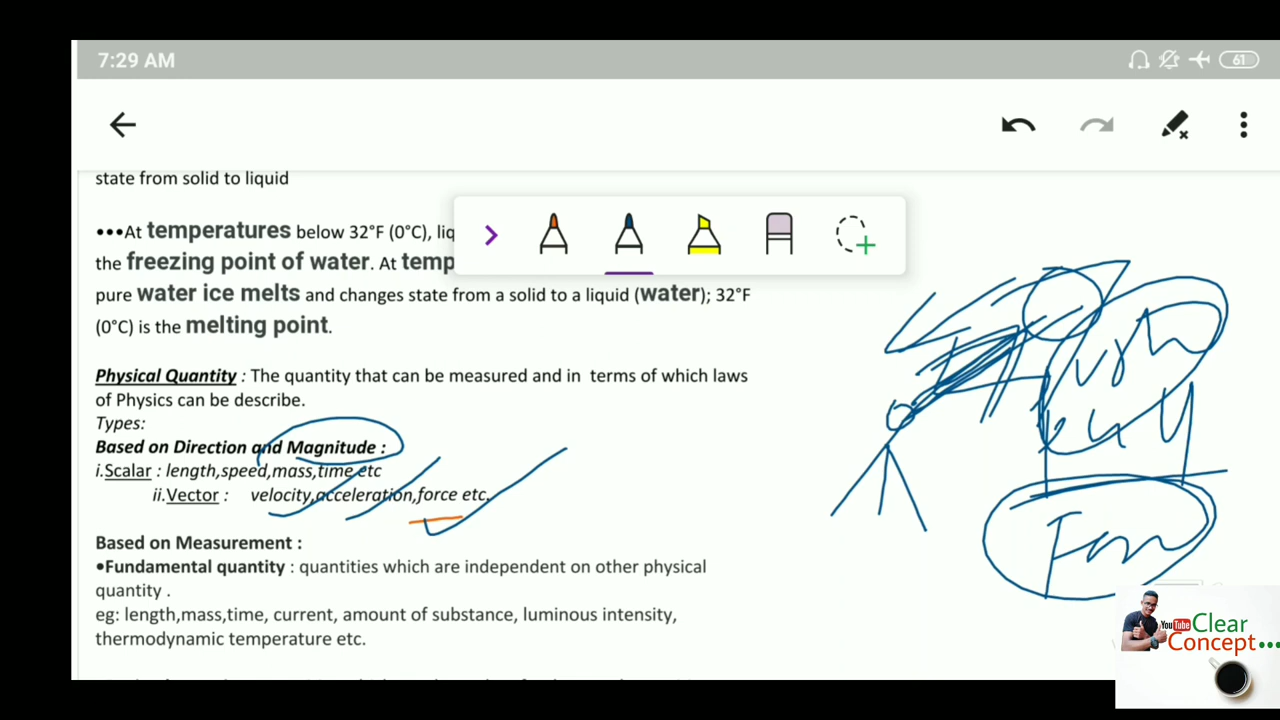 7:29 AM
61
state from solid to liquid
•••At temperatures below 32°F (0°C), liq
the freezing point of water. At temp
pure water ice melts and changes state from a solid to a liquid (water); 32°F
(0°C) is the melting point.
Physical Quantity : The quantity that can be measured and in terms of which laws
of Physics can be describe.
Types:
Based on Direction and Magnitude :
i.Scalar : length,speed,mass,time etc
ii.Vector : velocity,acceleration,force etc.
Based on Measurement :
•Fundamental quantity : quantities which are independent on other physical
quantity .
eg: length,mass,time, current, amount of substance, luminous intensity,
thermodynamic temperature etc.
YouTube Clear
Concept•••